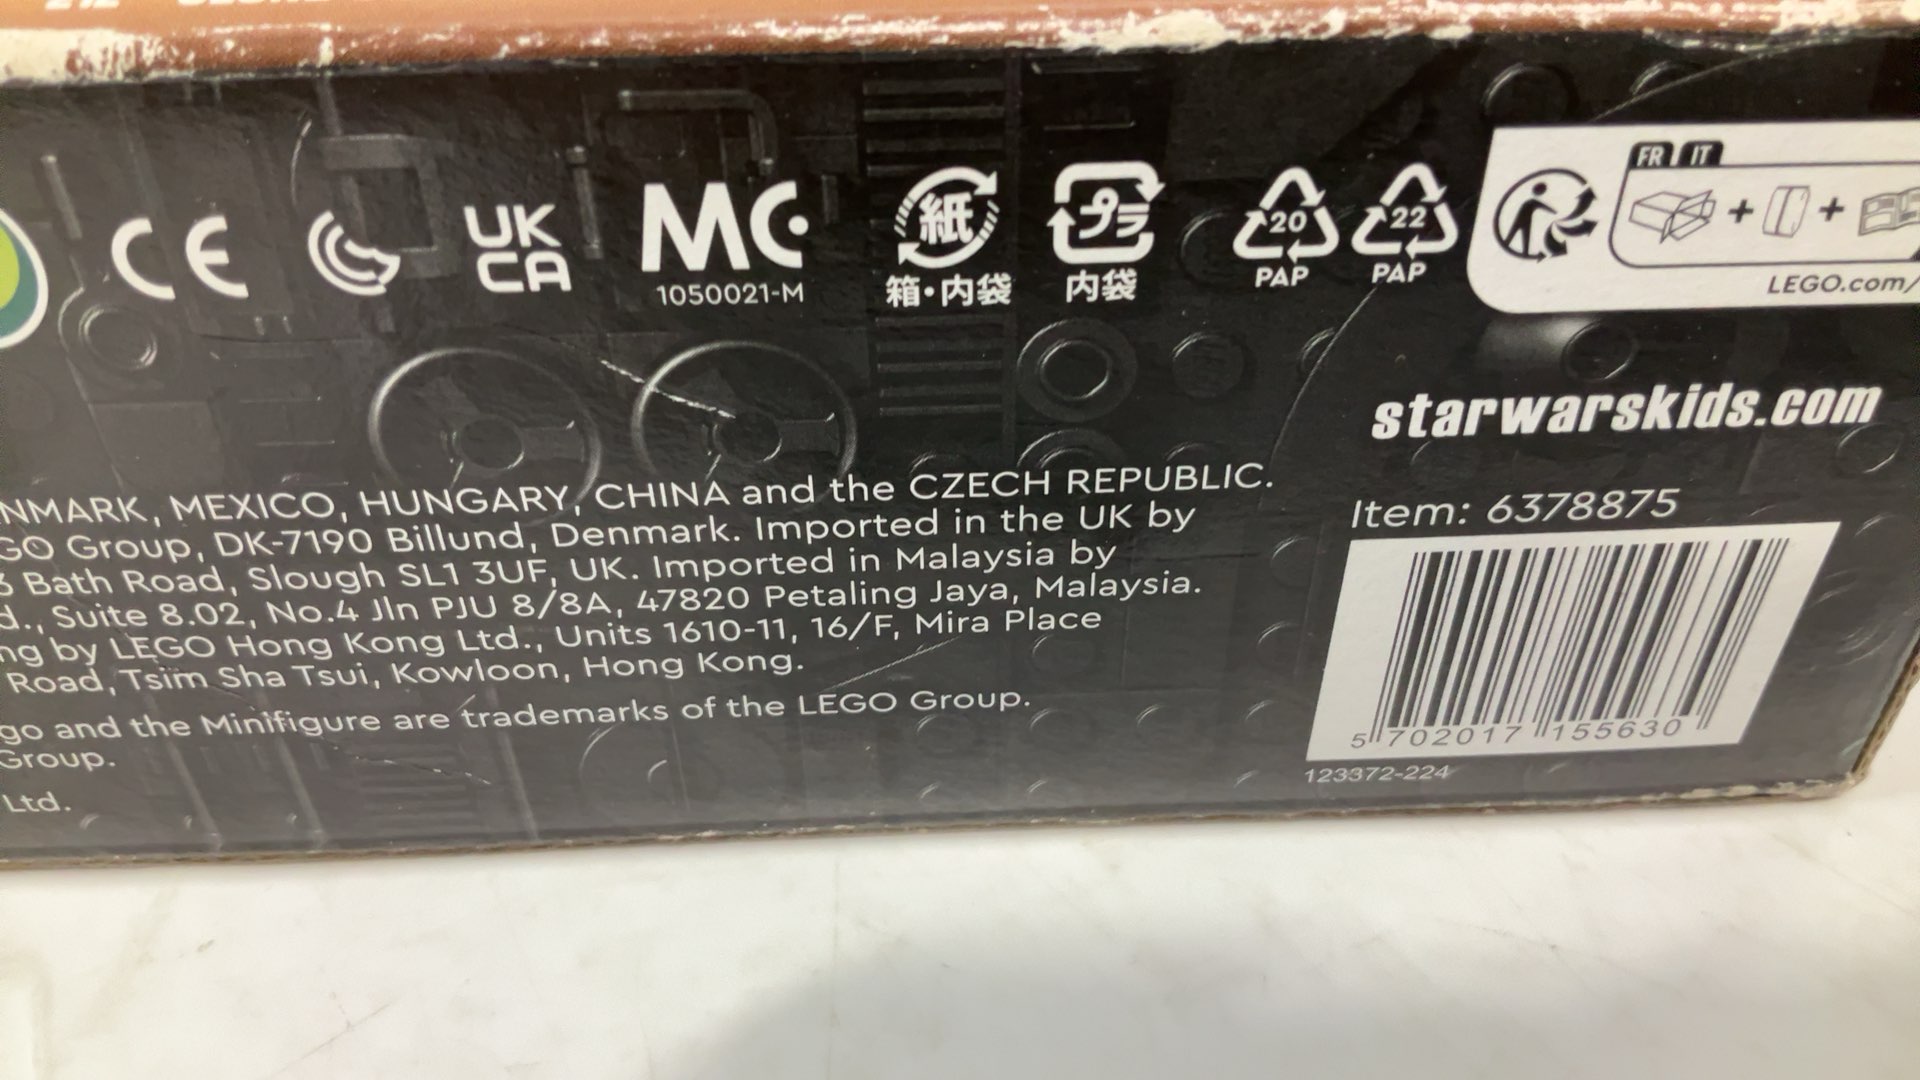 CE
UK
CA
MC
1050021-M
紙
箱・内袋
プラ
内袋
20
PAP
22
PAP
FR IT
+ +
LEGO.com/
starwarskids.com
NMARK, MEXICO, HUNGARY, CHINA and the CZECH REPUBLIC.
GO Group, DK-7190 Billund, Denmark. Imported in the UK by
Bath Road, Slough SL1 3UF, UK. Imported in Malaysia by
d., Suite 8.02, No.4 Jln PJU 8/8A, 47820 Petaling Jaya, Malaysia.
ng by LEGO Hong Kong Ltd., Units 1610-11, 16/F, Mira Place
Road, Tsim Sha Tsui, Kowloon, Hong Kong.
go and the Minifigure are trademarks of the LEGO Group.
Group.
Ltd.
Item: 6378875
5 702017 155630
123372-224